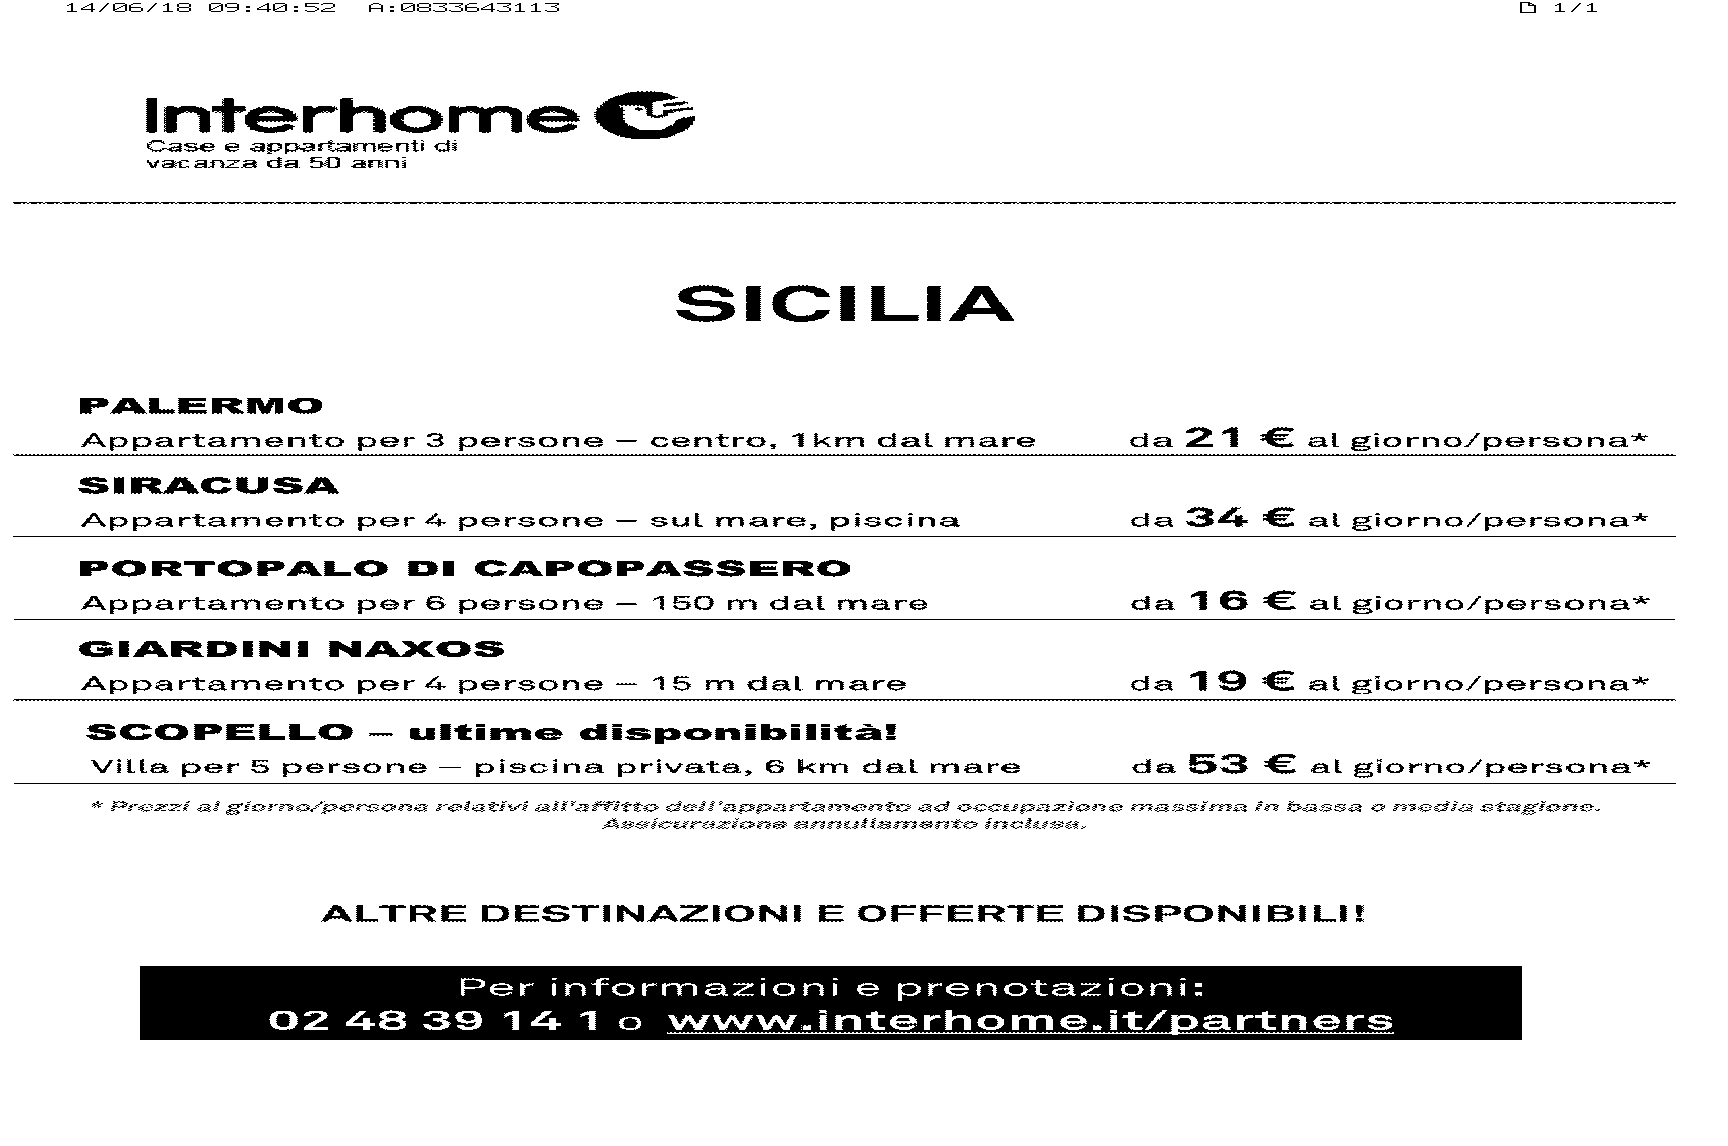 14/06/18 09:40:52 A:0833643113 1/1
Interhome
Case e appartamenti di
vacanza da 50 anni
SICILIA
PALERMO
Appartamento per 3 persone – centro, 1km dal mare da 21 € al giorno/persona*
SIRACUSA
Appartamento per 4 persone – sul mare, piscina da 34 € al giorno/persona*
PORTOPALO DI CAPOPASSERO
Appartamento per 6 persone – 150 m dal mare da 16 € al giorno/persona*
GIARDINI NAXOS
Appartamento per 4 persone – 15 m dal mare da 19 € al giorno/persona*
SCOPELLO – ultime disponibilità!
Villa per 5 persone – piscina privata, 6 km dal mare da 53 € al giorno/persona*
* Prezzi al giorno/persona relativi all'affitto dell'appartamento ad occupazione massima in bassa o media stagione.
Assicurazione annullamento inclusa.
ALTRE DESTINAZIONI E OFFERTE DISPONIBILI!
Per informazioni e prenotazioni:
02 48 39 14 1 o www.interhome.it/partners